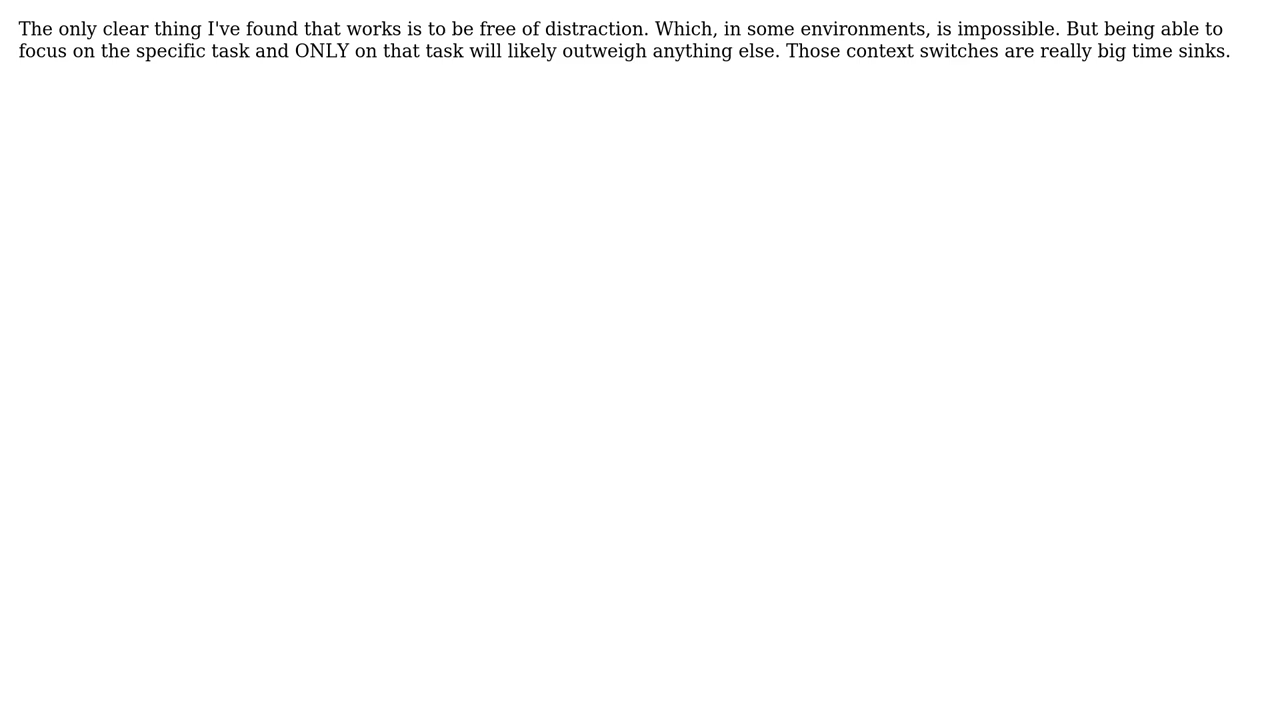 The only clear thing I've found that works is to be free of distraction. Which, in some environments, is impossible. But being able to
focus on the specific task and ONLY on that task will likely outweigh anything else. Those context switches are really big time sinks.